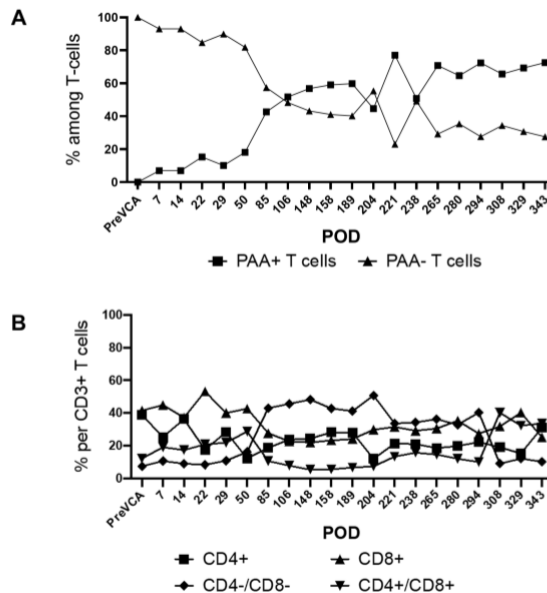 A
% among T-cells
100
80
60
40
20
0
PreVCA 7 14 22 29 50 85 106 148 158 189 204 221 238 265 280 294 308 329 343
POD
PAA+ T cells PAA- T cells
B
% per CD3+ T cells
100
80
60
40
20
0
PreVCA 7 14 22 29 50 85 106 148 158 189 204 221 238 265 280 294 308 329 343
POD
CD4+ CD8+
CD4-/CD8- CD4+/CD8+